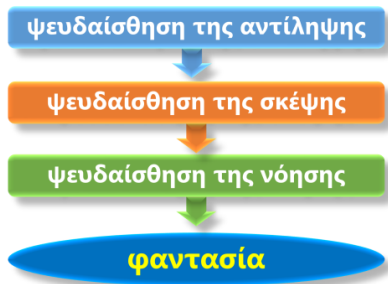 ψευδαίσθηση της αντίληψης
ψευδαίσθηση της σκέψης
ψευδαίσθηση της νόησης
φαντασία